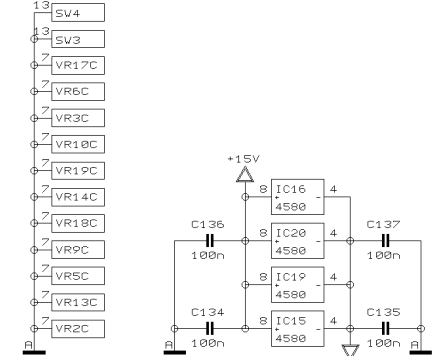 13 SW4
13 SW3
7 VR17C
7 VR6C
7 VR3C
7 VR10C
7 VR19C
7 VR14C
7 VR18C
7 VR9C
7 VR5C
7 VR13C
7 VR2C
A
+15V
8 IC16 4
+ -
4580
C136
100n
8 IC20 4
+ -
4580
C137
100n
8 IC19 4
+ -
4580
C134
100n
8 IC15 4
+ -
4580
C135
100n
A
A